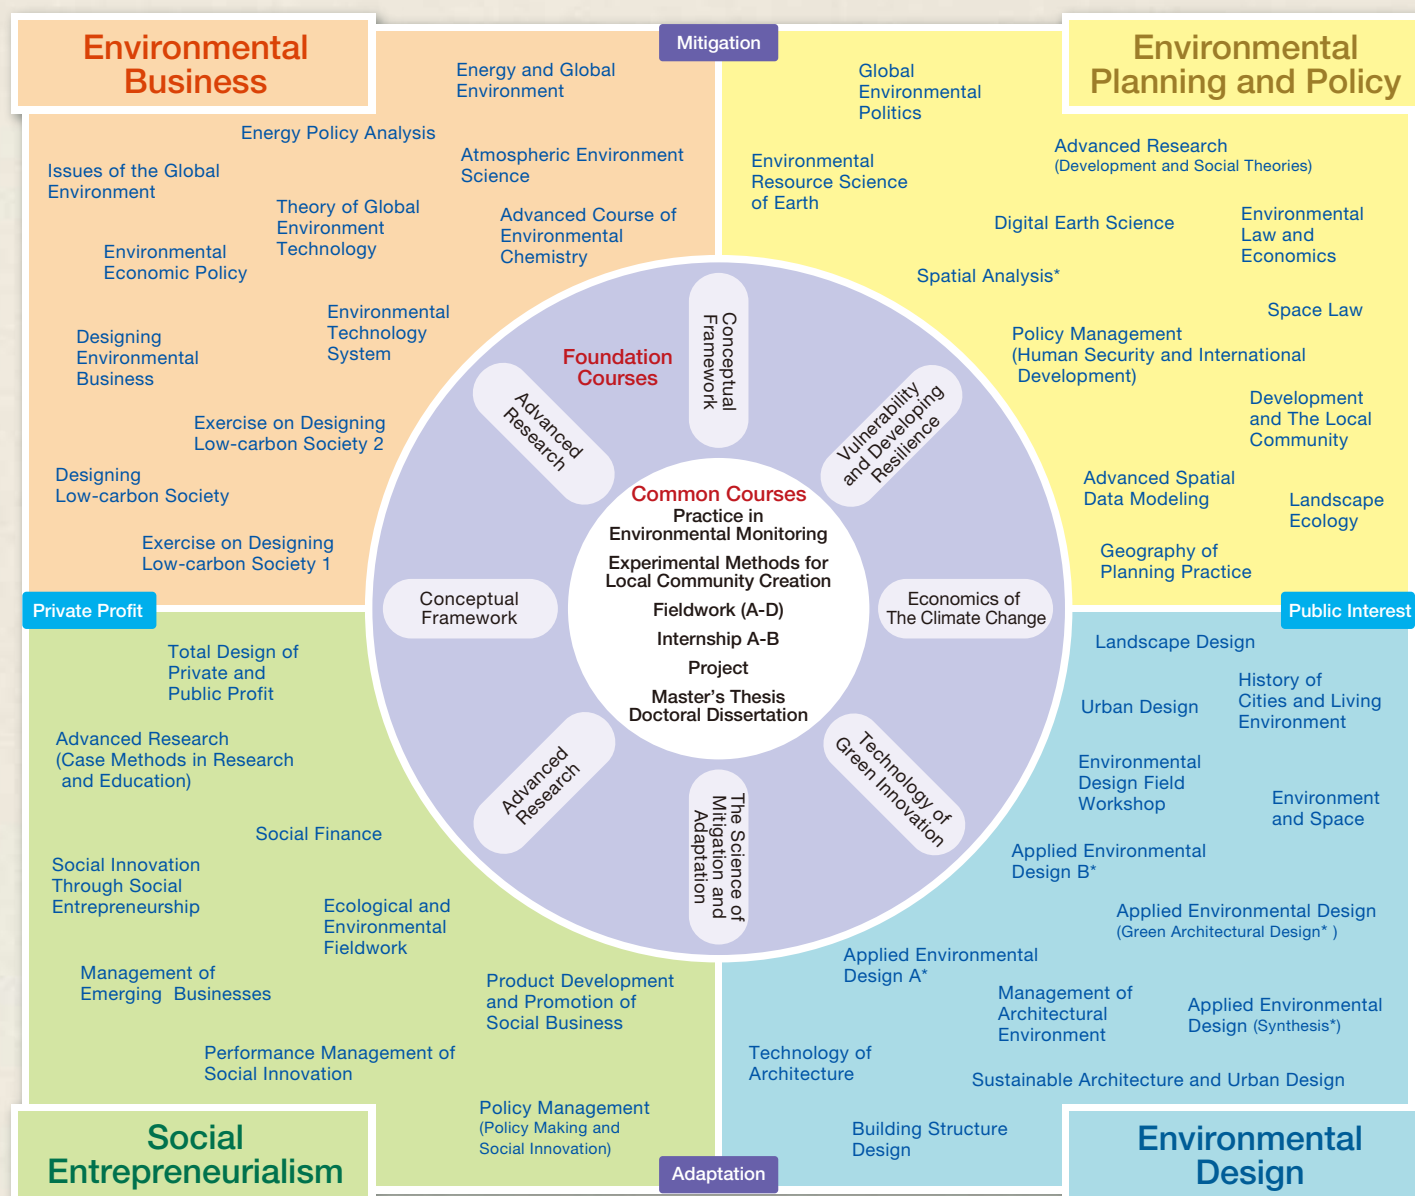 Environmental
Business
Mitigation
Environmental
Planning and Policy
Energy and Global
Environment
Energy Policy Analysis
Atmospheric Environment
Science
Issues of the Global
Environment
Theory of Global
Environment
Technology
Advanced Course of
Environmental
Chemistry
Environmental
Economic Policy
Environmental
Technology
System
Designing
Environmental
Business
Exercise on Designing
Low-carbon Society 2
Designing
Low-carbon Society
Exercise on Designing
Low-carbon Society 1
Global
Environmental
Politics
Advanced Research
(Development and Social Theories)
Environmental
Resource Science
of Earth
Digital Earth Science
Environmental
Law and
Economics
Spatial Analysis*
Space Law
Policy Management
(Human Security and International
Development)
Development
and The Local
Community
Advanced Spatial
Data Modeling
Landscape
Ecology
Geography of
Planning Practice
Foundation
Courses
Conceptual
Framework
Advanced
Research
Vulnerability
and Developing
Resilience
Conceptual
Framework
Economics of
The Climate Change
Advanced
Research
The Science of
Mitigation and
Adaptation
Technology of
Green Innovation
Common Courses
Practice in
Environmental Monitoring
Experimental Methods for
Local Community Creation
Fieldwork (A-D)
Internship A-B
Project
Master's Thesis
Doctoral Dissertation
Private Profit
Public Interest
Total Design of
Private and
Public Profit
Advanced Research
(Case Methods in Research
and Education)
Social Finance
Social Innovation
Through Social
Entrepreneurship
Ecological and
Environmental
Fieldwork
Management of
Emerging Businesses
Product Development
and Promotion of
Social Business
Performance Management of
Social Innovation
Policy Management
(Policy Making and
Social Innovation)
Landscape Design
History of
Cities and Living
Environment
Urban Design
Environmental
Design Field
Workshop
Environment
and Space
Applied Environmental
Design B*
Applied Environmental Design
(Green Architectural Design* )
Applied Environmental
Design A*
Management of
Architectural
Environment
Applied Environmental
Design (Synthesis*)
Technology of
Architecture
Sustainable Architecture and Urban Design
Building Structure
Design
Social
Entrepreneurialism
Adaptation
Environmental
Design